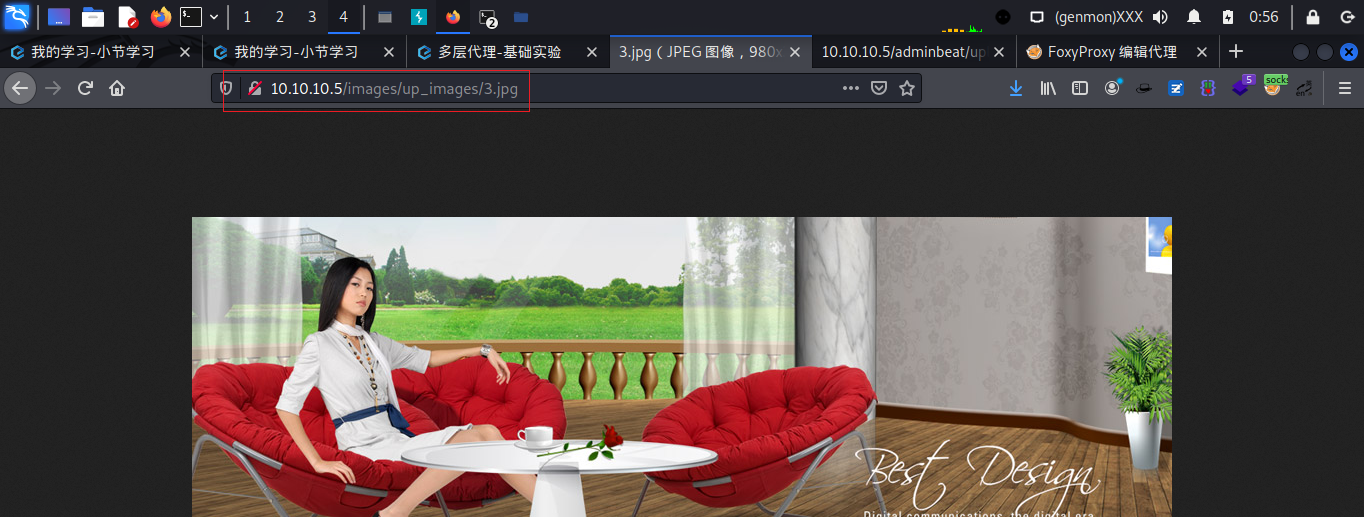 1 2 3 4 2 (genmon)XXX 0:56
我的学习-小节学习 我的学习-小节学习 多层代理-基础实验 3.jpg (JPEG 图像，980x 10.10.10.5/adminbeat/up FoxyProxy 编辑代理
10.10.10.5/images/up_images/3.jpg 5 socks en
Best Design
Digital communications, the digital era